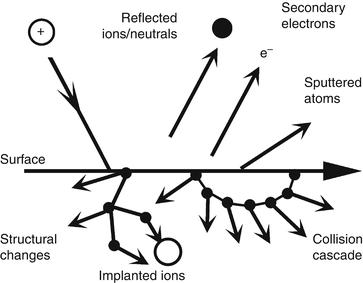 +
Reflected
ions/neutrals
Secondary
electrons
e−
Sputtered
atoms
Surface
Structural
changes
Implanted ions
Collision
cascade